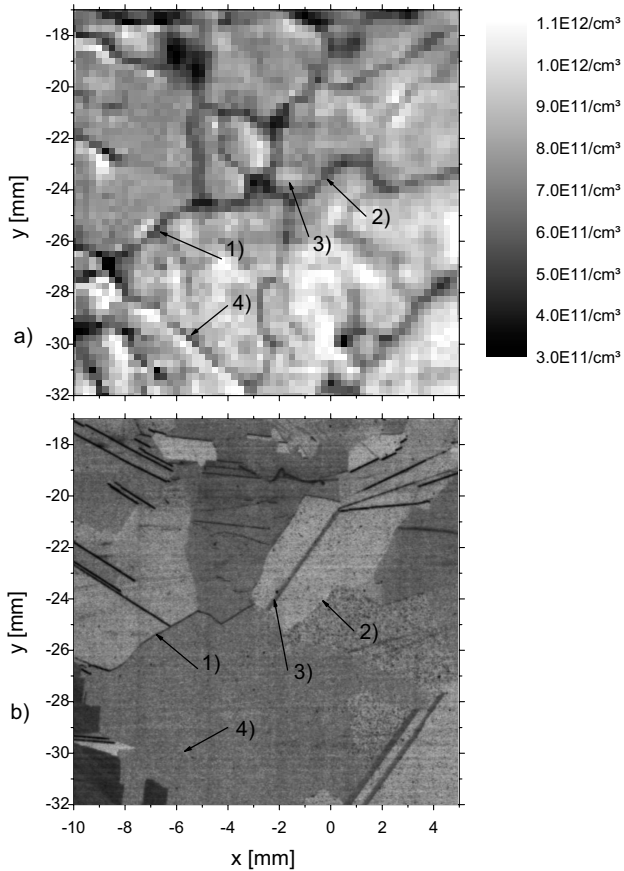 -18
-20
-22
-24
-26
-28
-30
-32
y [mm]
a)
1)
2)
3)
4)
1.1E12/cm³
1.0E12/cm³
9.0E11/cm³
8.0E11/cm³
7.0E11/cm³
6.0E11/cm³
5.0E11/cm³
4.0E11/cm³
3.0E11/cm³
-18
-20
-22
-24
-26
-28
-30
-32
y [mm]
b)
1)
2)
3)
4)
-10 -8 -6 -4 -2 0 2 4
x [mm]